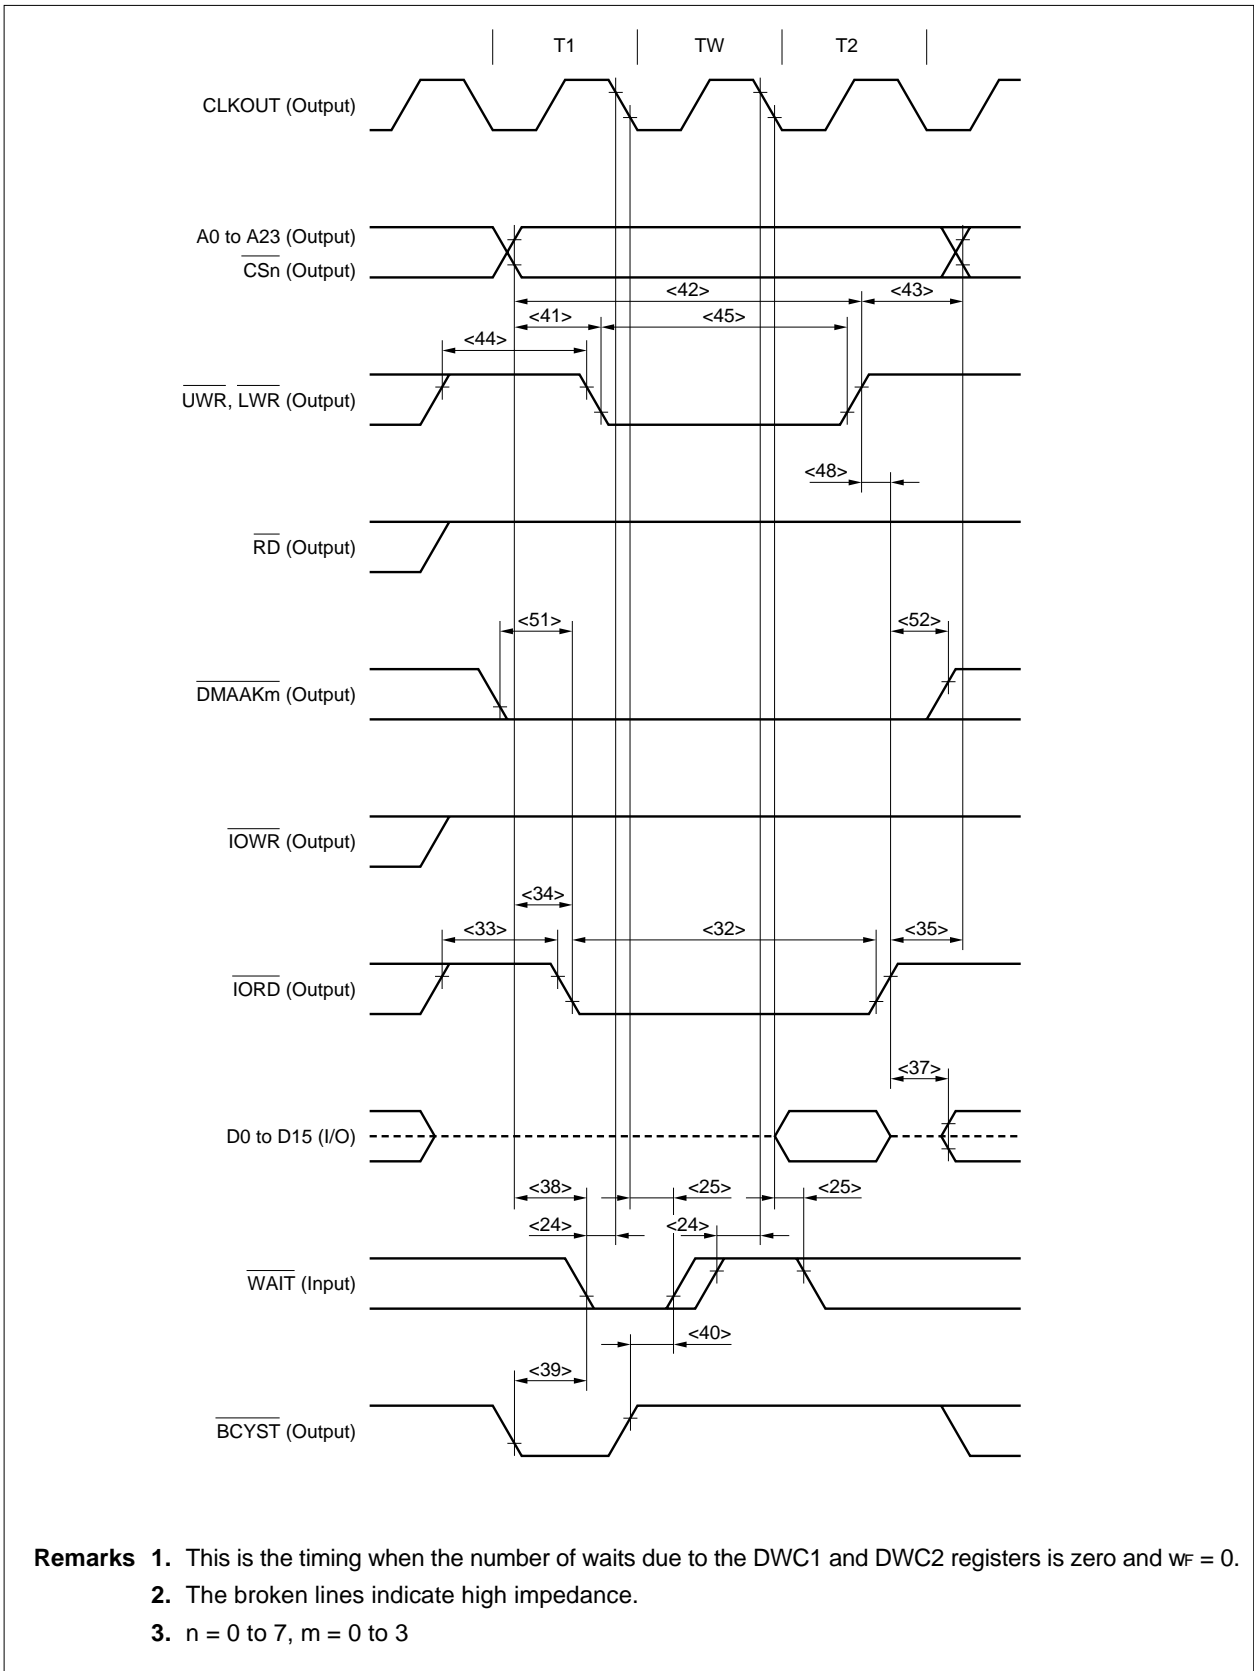 T1 TW T2
CLKOUT (Output)
A0 to A23 (Output)
CSn (Output)
<42> <43>
<41> <45>
<44>
UWR, LWR (Output)
<48>
RD (Output)
<51> <52>
DMAAKm (Output)
IOWR (Output)
<34>
<33> <32> <35>
IORD (Output)
<37>
D0 to D15 (I/O)
<38> <25> <25>
<24> <24>
WAIT (Input)
<40>
<39>
BCYST (Output)
Remarks 1. This is the timing when the number of waits due to the DWC1 and DWC2 registers is zero and wF = 0.
2. The broken lines indicate high impedance.
3. n = 0 to 7, m = 0 to 3